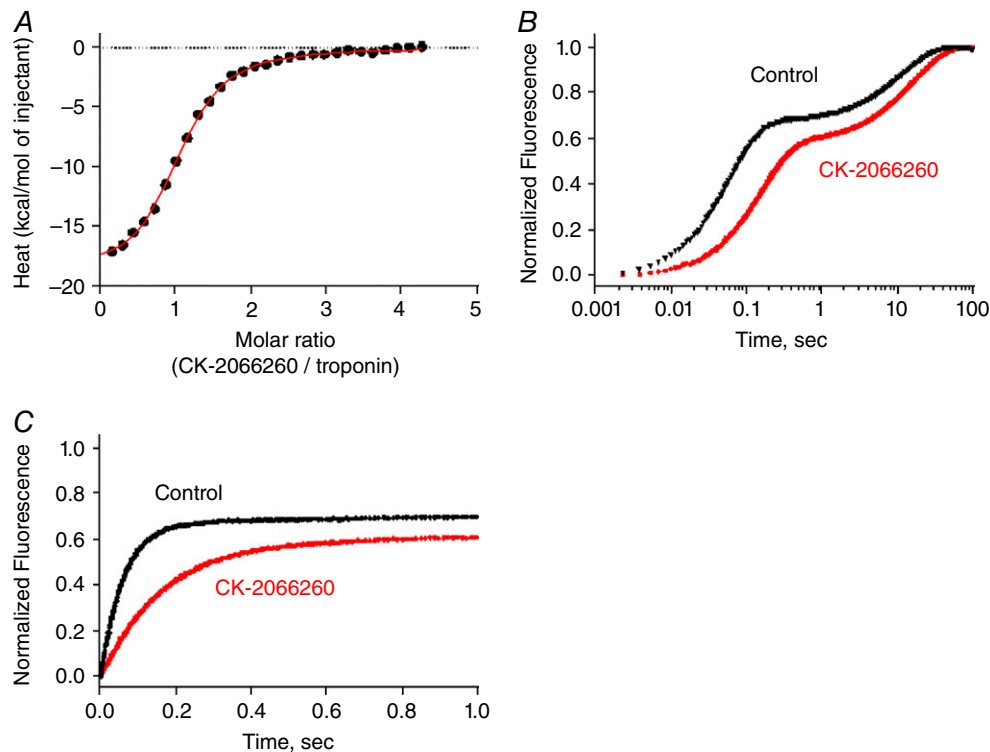 A
Heat (kcal/mol of injectant)
0
−5
−10
−15
−20
0 1 2 3 4 5
Molar ratio
(CK-2066260 / troponin)
B
Normalized Fluorescence
1.0
0.8
0.6
0.4
0.2
0.0
Control
CK-2066260
0.001 0.01 0.1 1 10 100
Time, sec
C
Normalized Fluorescence
1.0
0.8
0.6
0.4
0.2
0.0
Control
CK-2066260
0.0 0.2 0.4 0.6 0.8 1.0
Time, sec